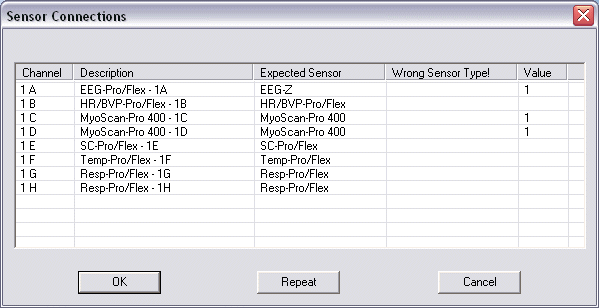 Sensor Connections
Channel Description Expected Sensor Wrong Sensor Type! Value
1 A EEG-Pro/Flex - 1A EEG-Z 1
1 B HR/BVP-Pro/Flex - 1B HR/BVP-Pro/Flex
1 C MyoScan-Pro 400 - 1C MyoScan-Pro 400 1
1 D MyoScan-Pro 400 - 1D MyoScan-Pro 400 1
1 E SC-Pro/Flex - 1E SC-Pro/Flex
1 F Temp-Pro/Flex - 1F Temp-Pro/Flex
1 G Resp-Pro/Flex - 1G Resp-Pro/Flex
1 H Resp-Pro/Flex - 1H Resp-Pro/Flex
OK Repeat Cancel